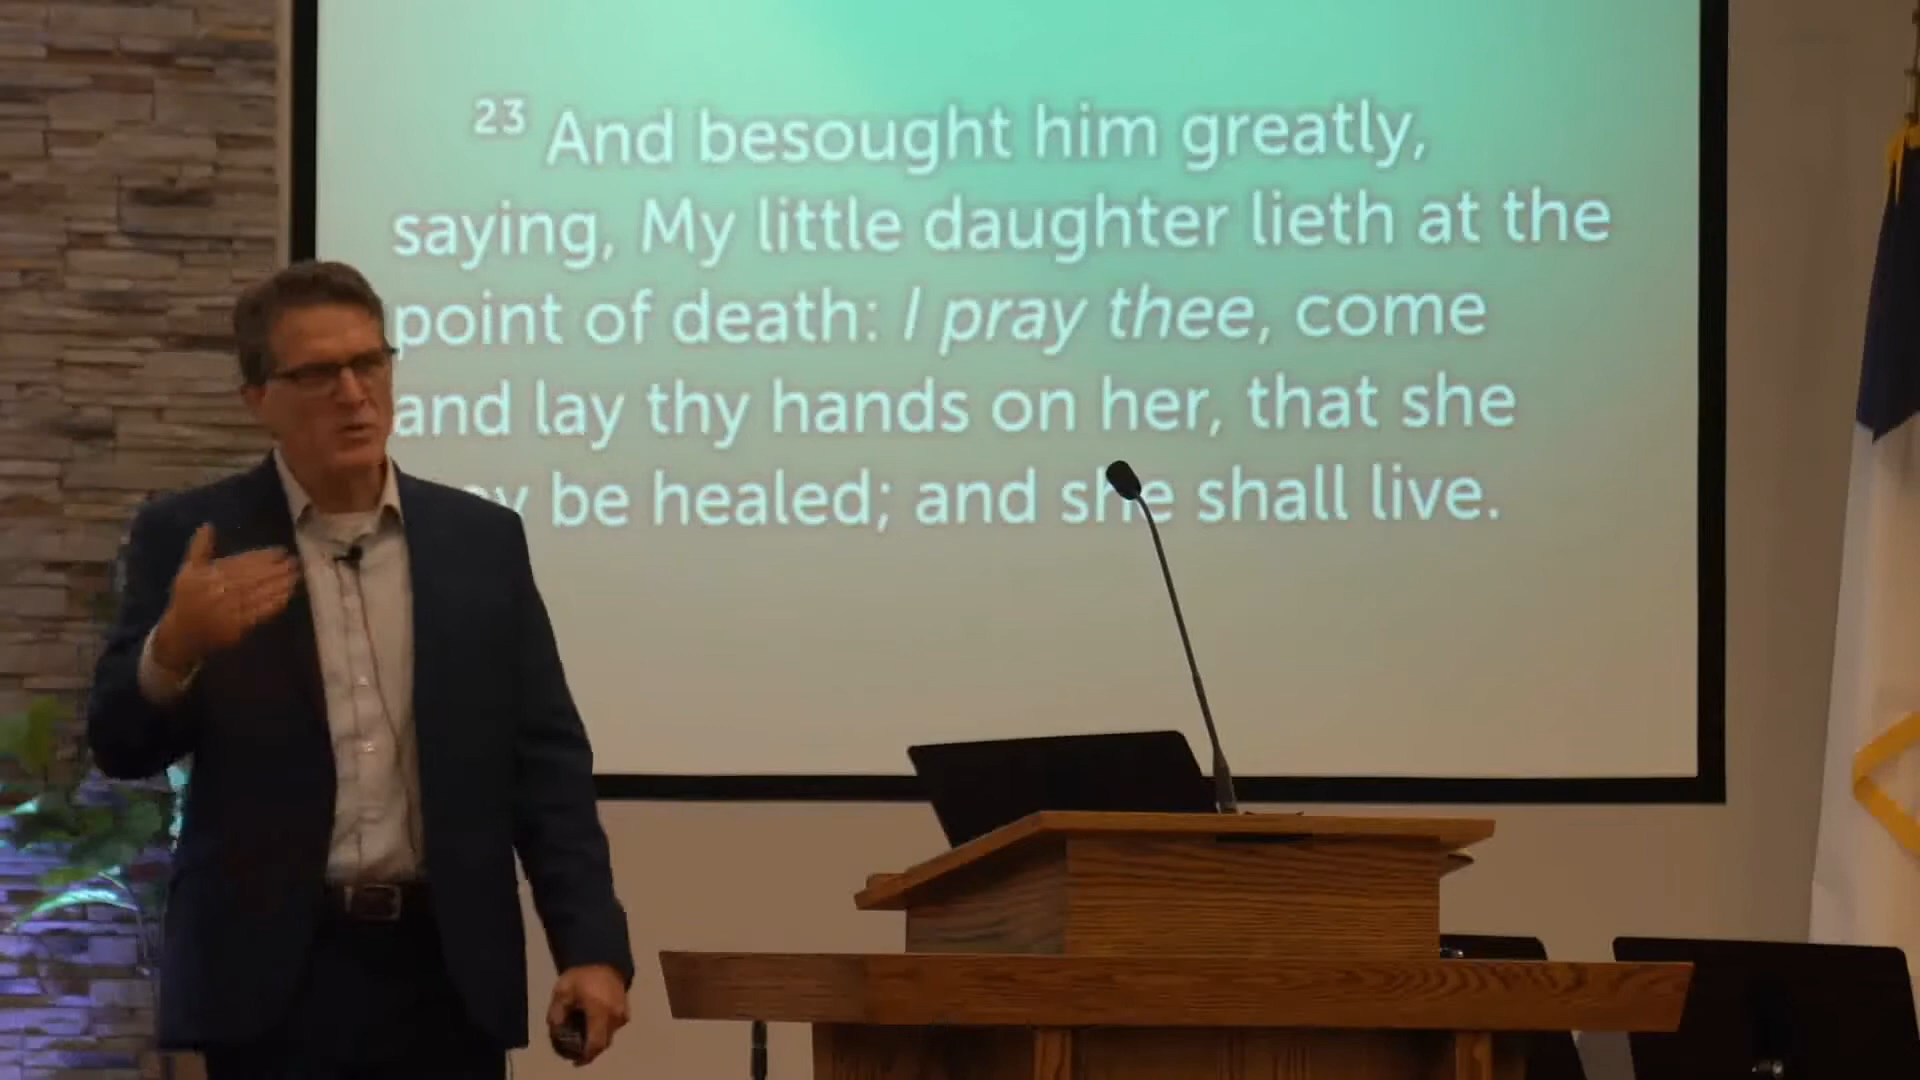 23 And besought him greatly,
saying, My little daughter lieth at the
point of death: I pray thee, come
and lay thy hands on her, that she
be healed; and she shall live.